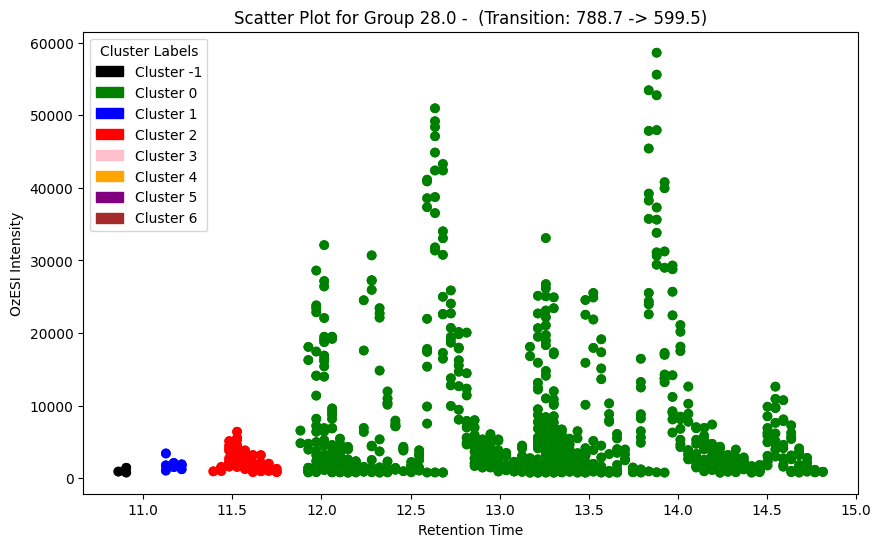 Scatter Plot for Group 28.0 -  (Transition: 788.7 -> 599.5)
60000
50000
40000
30000
20000
10000
0
OzESI Intensity
Cluster Labels
Cluster -1
Cluster 0
Cluster 1
Cluster 2
Cluster 3
Cluster 4
Cluster 5
Cluster 6
11.0 11.5 12.0 12.5 13.0 13.5 14.0 14.5 15.0
Retention Time